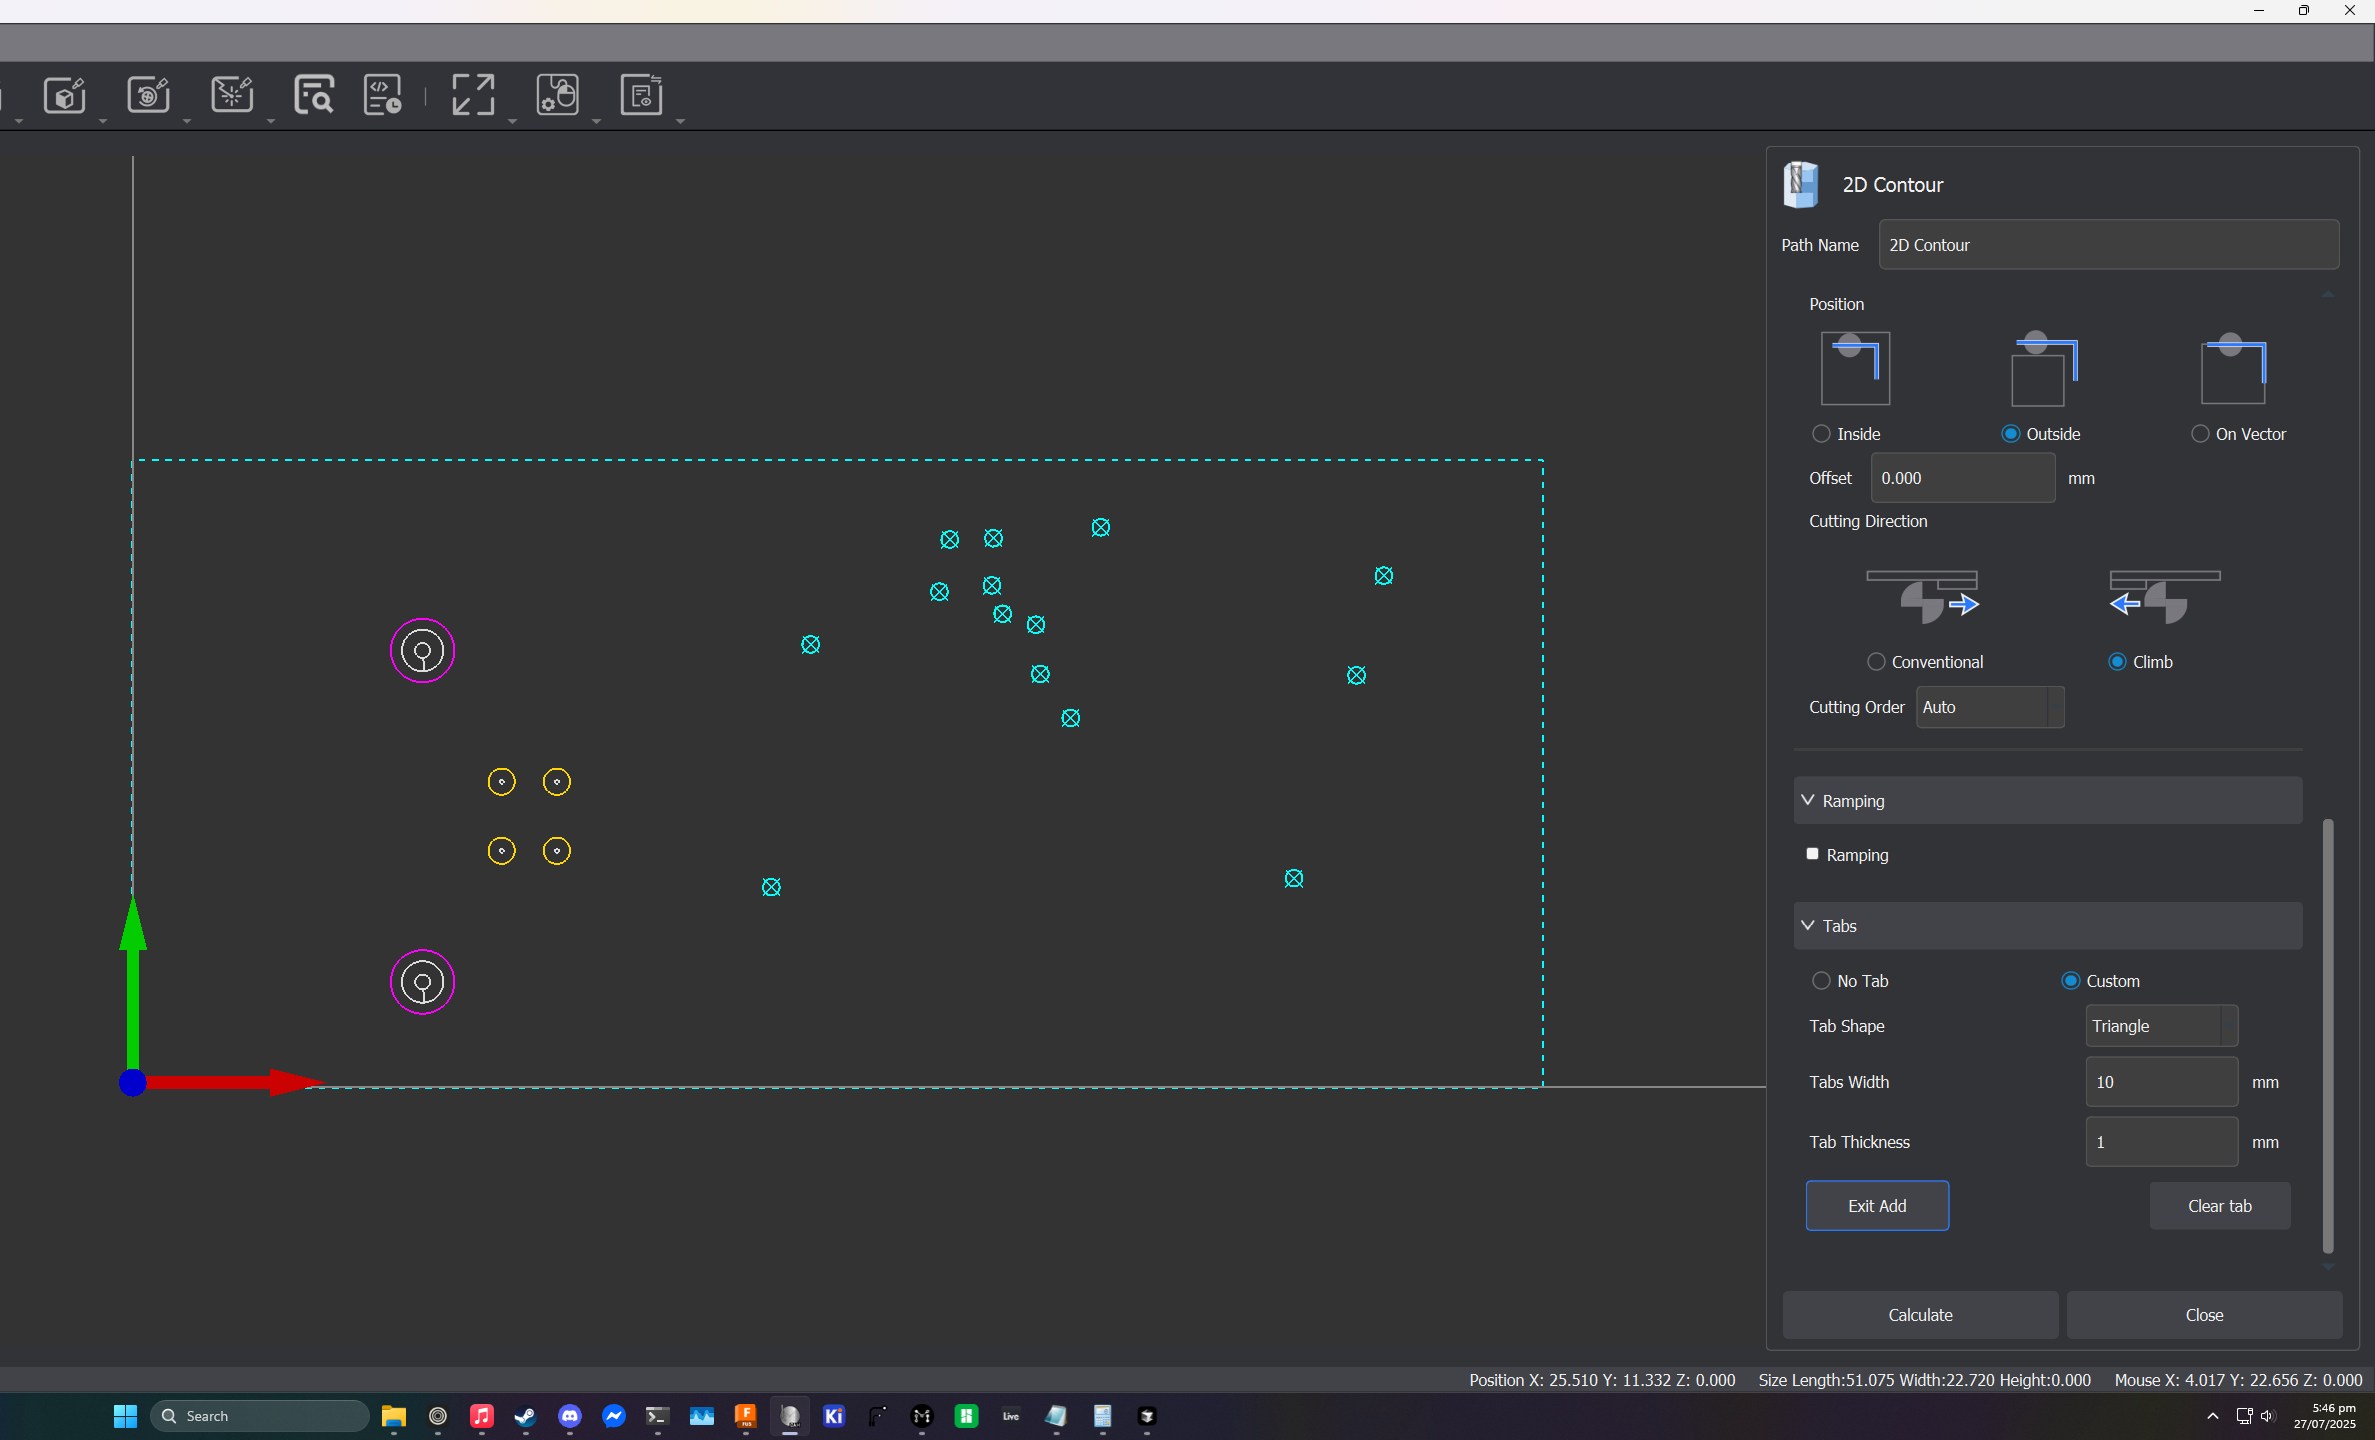 2D Contour
Path Name 2D Contour
Position
Inside Outside On Vector
Offset 0.000 mm
Cutting Direction
Conventional Climb
Cutting Order Auto
Ramping
Ramping
Tabs
No Tab Custom
Tab Shape Triangle
Tabs Width 10 mm
Tab Thickness 1 mm
Exit Add Clear tab
Calculate Close
Position X: 25.510 Y: 11.332 Z: 0.000 Size Length:51.075 Width:22.720 Height:0.000 Mouse X: 4.017 Y: 22.656 Z: 0.000
Search
F
FUS
Ki
Live
5:46 pm
27/07/2025